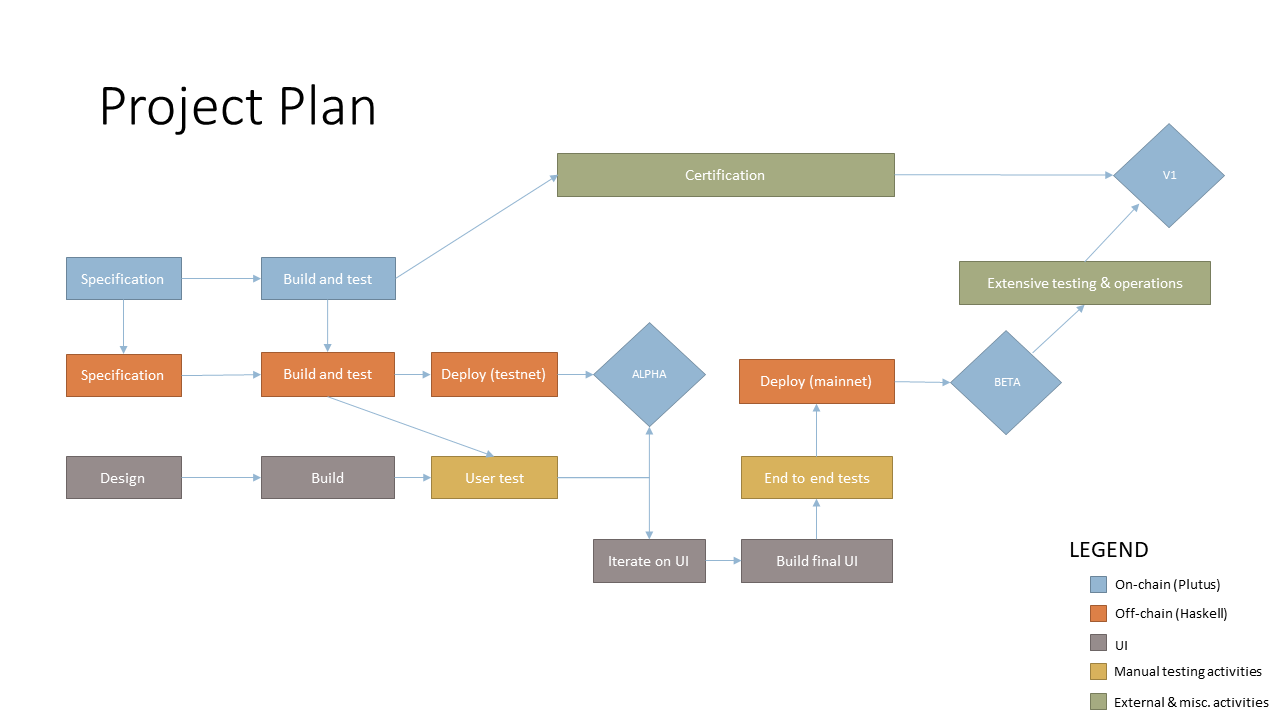 Project Plan
Certification
V1
Specification
Build and test
Extensive testing & operations
Specification
Build and test
Deploy (testnet)
ALPHA
Deploy (mainnet)
BETA
Design
Build
User test
End to end tests
Iterate on UI
Build final UI
LEGEND
On-chain (Plutus)
Off-chain (Haskell)
UI
Manual testing activities
External & misc. activities